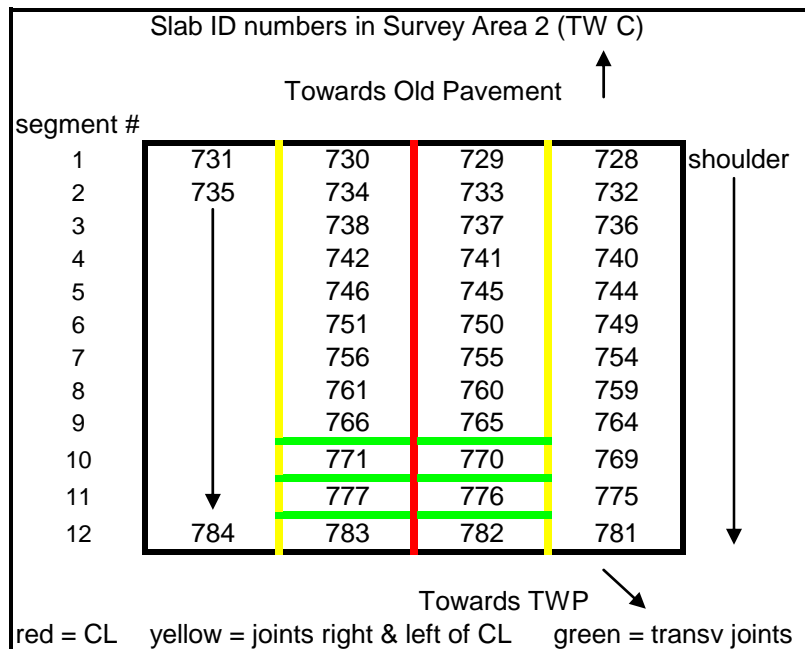 Slab ID numbers in Survey Area 2 (TW C)
Towards Old Pavement
segment #
1 731 730 729 728 shoulder
2 735 734 733 732
3 738 737 736
4 742 741 740
5 746 745 744
6 751 750 749
7 756 755 754
8 761 760 759
9 766 765 764
10 771 770 769
11 777 776 775
12 784 783 782 781
Towards TWP
red = CL yellow = joints right & left of CL green = transv joints